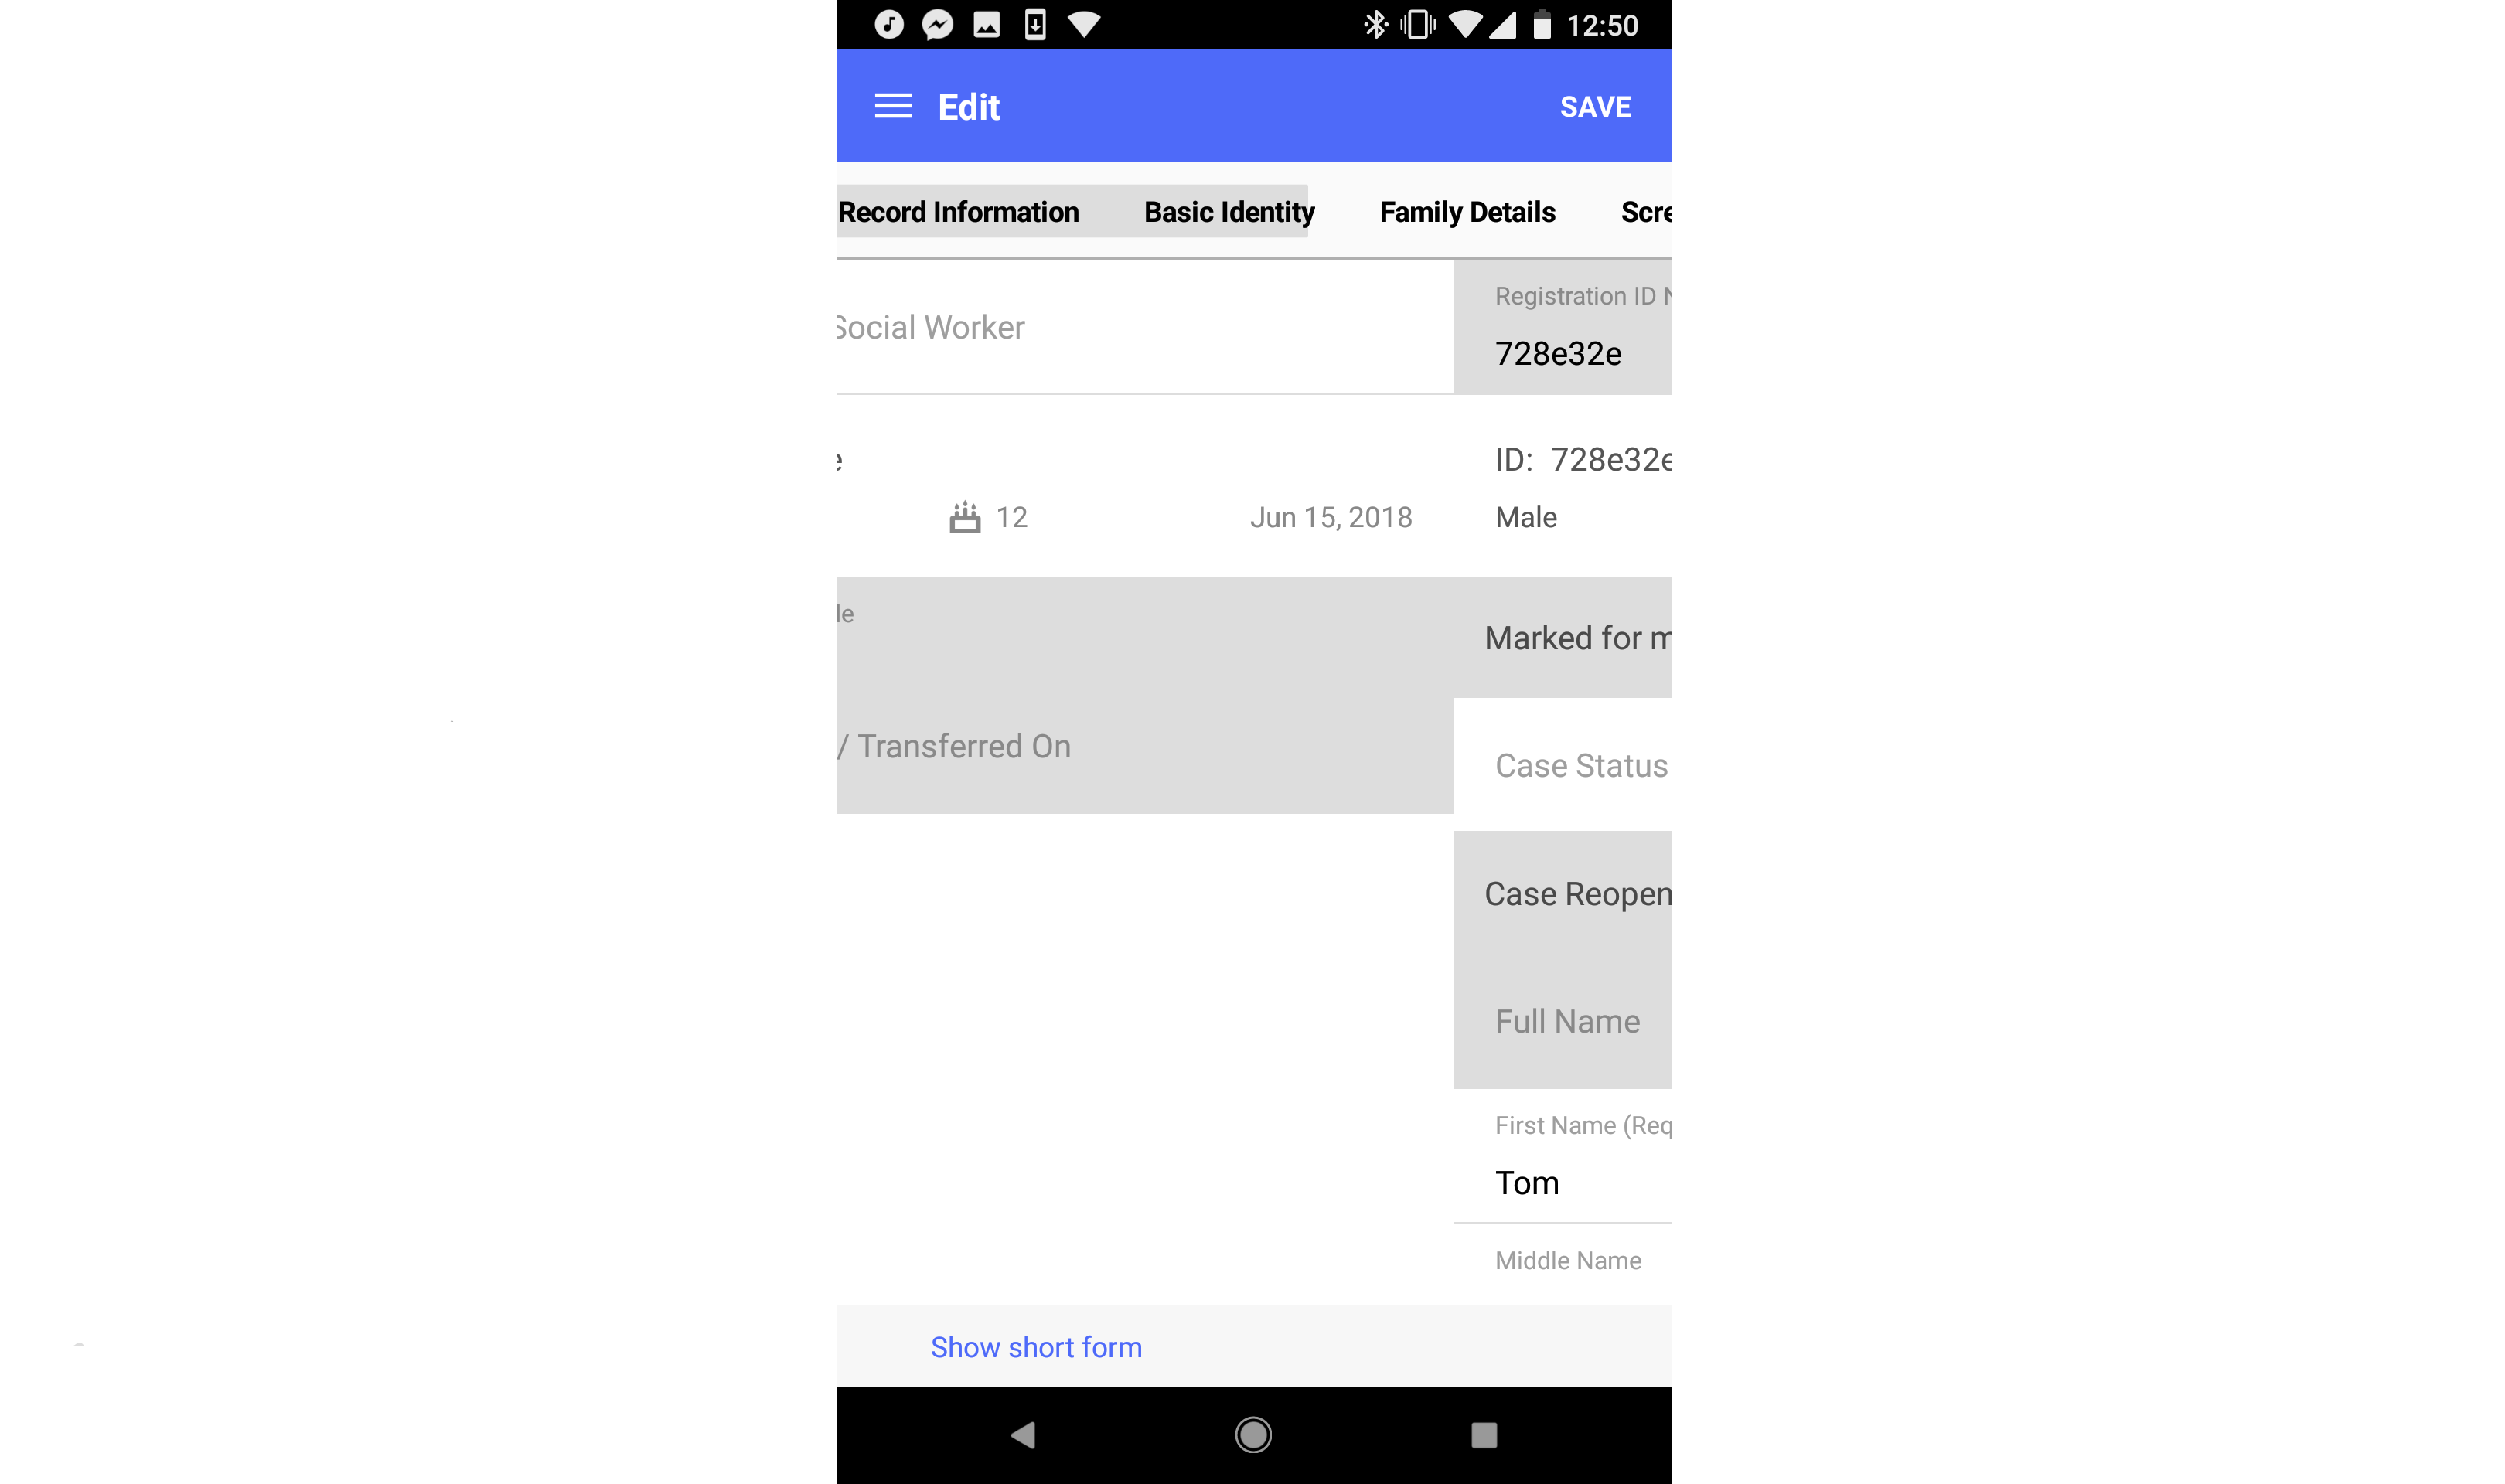 12:50
Edit
SAVE
Record Information
Basic Identity
Family Details
Scre
Social Worker
Registration ID N
728e32e
ID: 728e32e
12
Jun 15, 2018
Male
de
Marked for m
/ Transferred On
Case Status
Case Reopen
Full Name
First Name (Req
Tom
Middle Name
Show short form